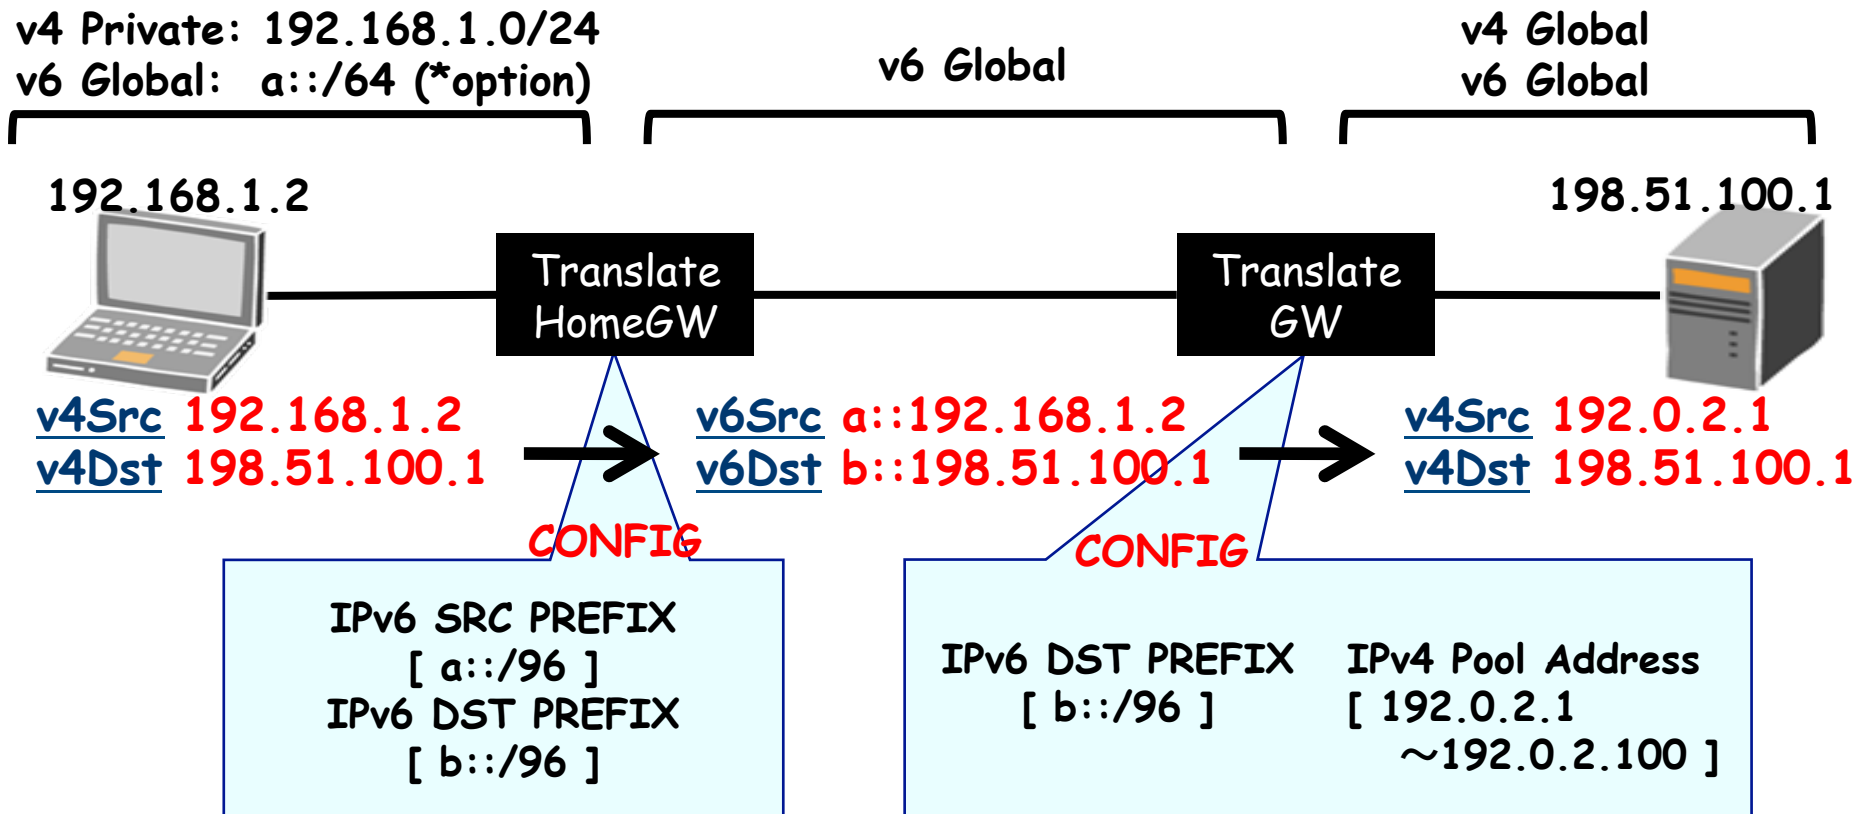 v4 Private: 192.168.1.0/24
v6 Global: a::/64 (*option)
v6 Global
v4 Global
v6 Global
192.168.1.2
198.51.100.1
Translate
HomeGW
Translate
GW
v4Src 192.168.1.2
v4Dst 198.51.100.1
v6Src a::192.168.1.2
v6Dst b::198.51.100.1
v4Src 192.0.2.1
v4Dst 198.51.100.1
CONFIG
IPv6 SRC PREFIX
[ a::/96 ]
IPv6 DST PREFIX
[ b::/96 ]
CONFIG
IPv6 DST PREFIX
[ b::/96 ]
IPv4 Pool Address
[ 192.0.2.1
～192.0.2.100 ]